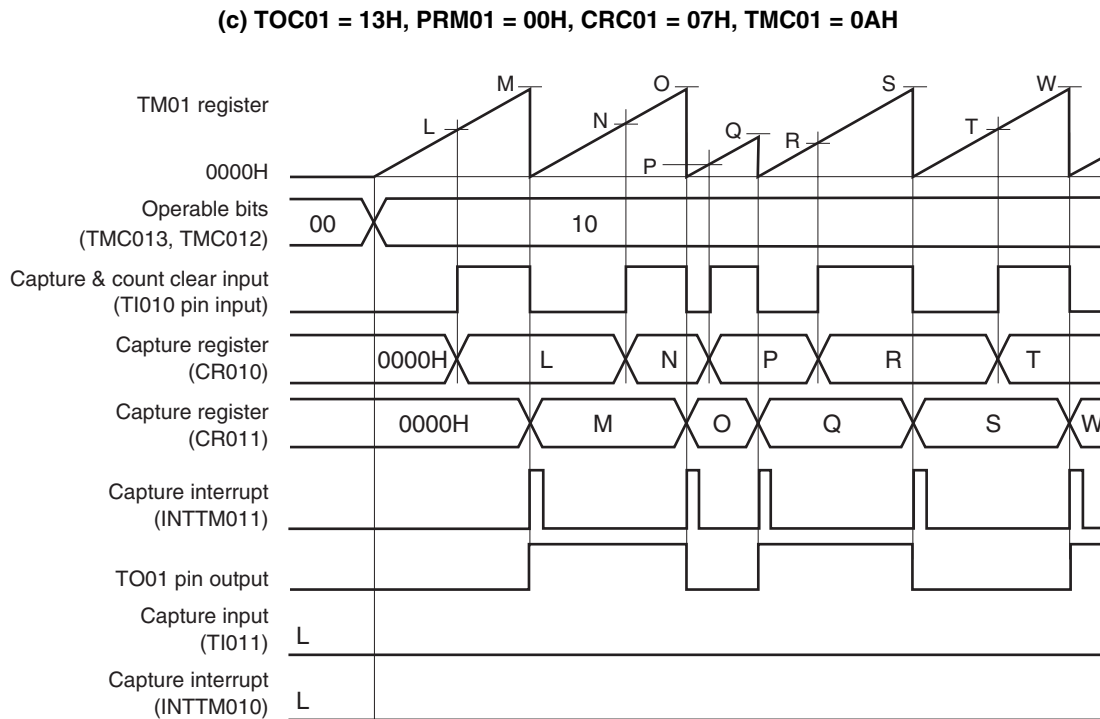 (c) TOC01 = 13H, PRM01 = 00H, CRC01 = 07H, TMC01 = 0AH
M O S W
TM01 register L N Q R T
P
0000H
Operable bits
(TMC013, TMC012)
00 10
Capture & count clear input
(TI010 pin input)
Capture register
(CR010)
0000H L N P R T
Capture register
(CR011)
0000H M O Q S W
Capture interrupt
(INTTM011)
TO01 pin output
Capture input
(TI011)
L
Capture interrupt
(INTTM010)
L